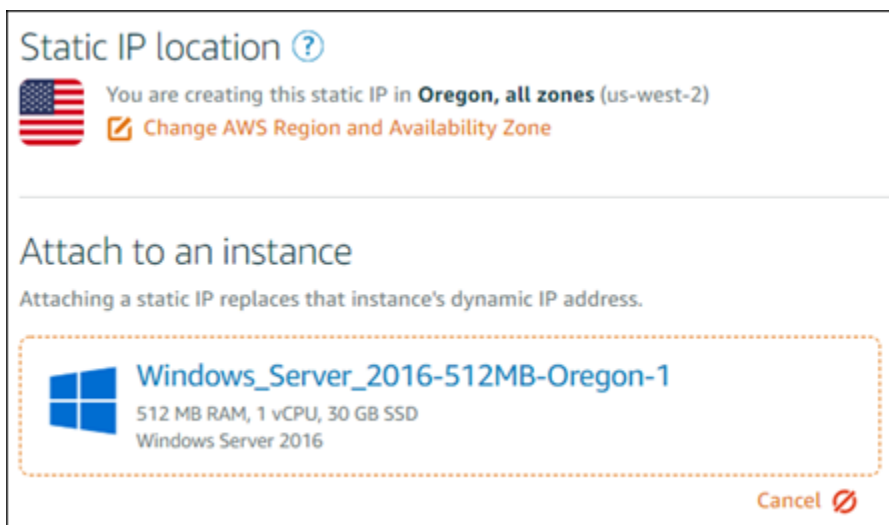 Static IP location ?
You are creating this static IP in Oregon, all zones (us-west-2)
Change AWS Region and Availability Zone
Attach to an instance
Attaching a static IP replaces that instance's dynamic IP address.
Windows_Server_2016-512MB-Oregon-1
512 MB RAM, 1 vCPU, 30 GB SSD
Windows Server 2016
Cancel